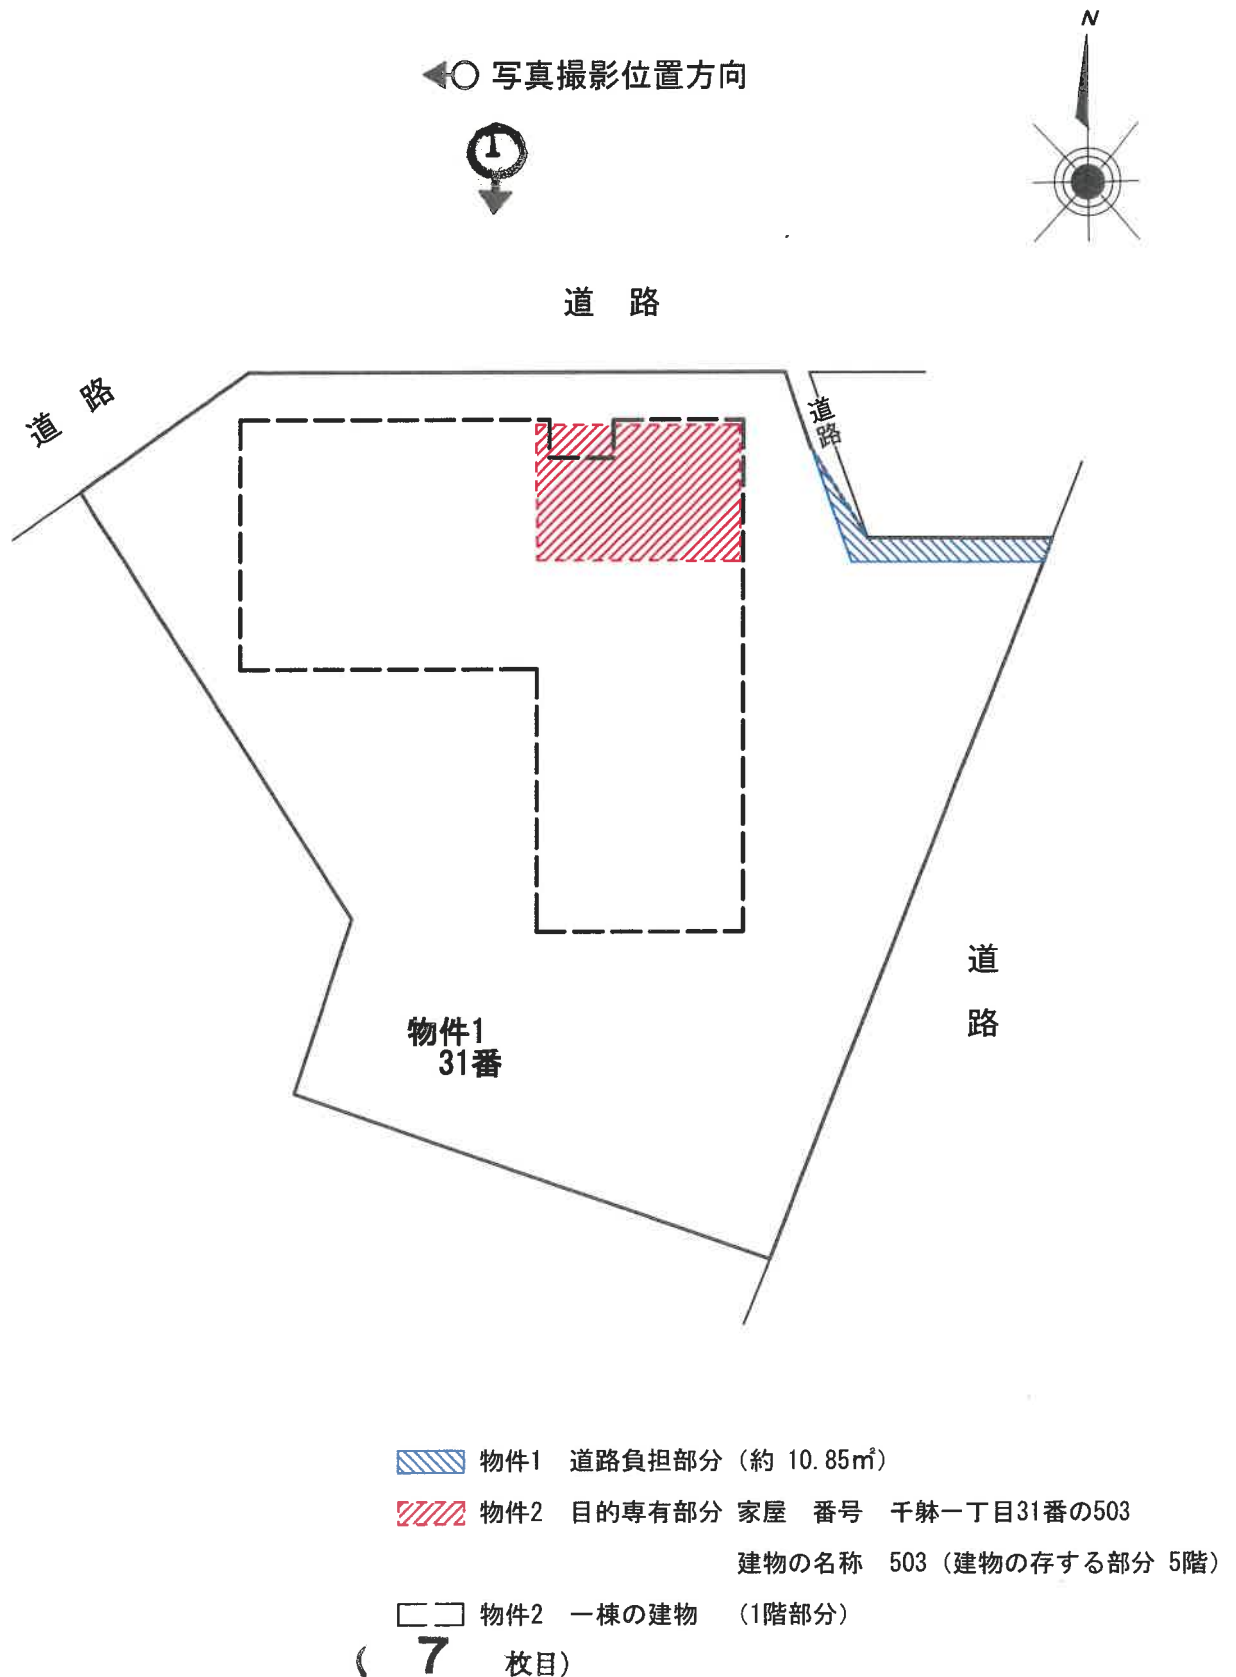 N
写真撮影位置方向
1
道 路
道 路
道路
道
路
物件1
31番
物件1 道路負担部分 (約 10.85㎡)
物件2 目的専有部分 家屋 番号 千躰一丁目31番の503
建物の名称 503 (建物の存する部分 5階)
物件2 一棟の建物 (1階部分)
( 7 枚目)